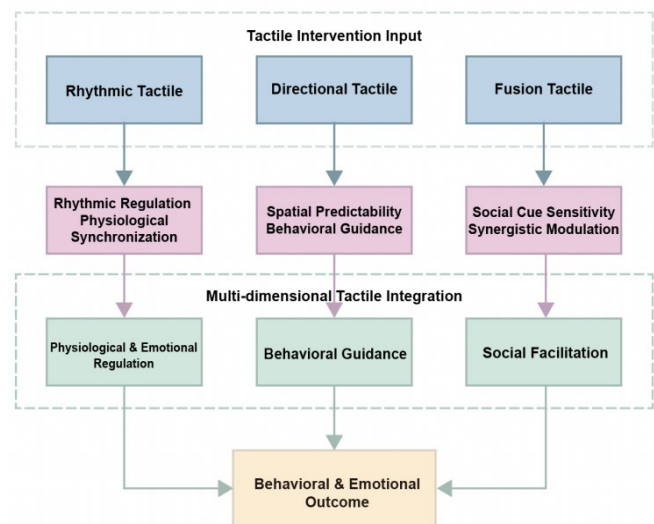 Tactile Intervention Input
Rhythmic Tactile
Directional Tactile
Fusion Tactile
Rhythmic Regulation
Physiological
Synchronization
Spatial Predictability
Behavioral Guidance
Social Cue Sensitivity
Synergistic Modulation
Multi-dimensional Tactile Integration
Physiological & Emotional
Regulation
Behavioral Guidance
Social Facilitation
Behavioral & Emotional
Outcome